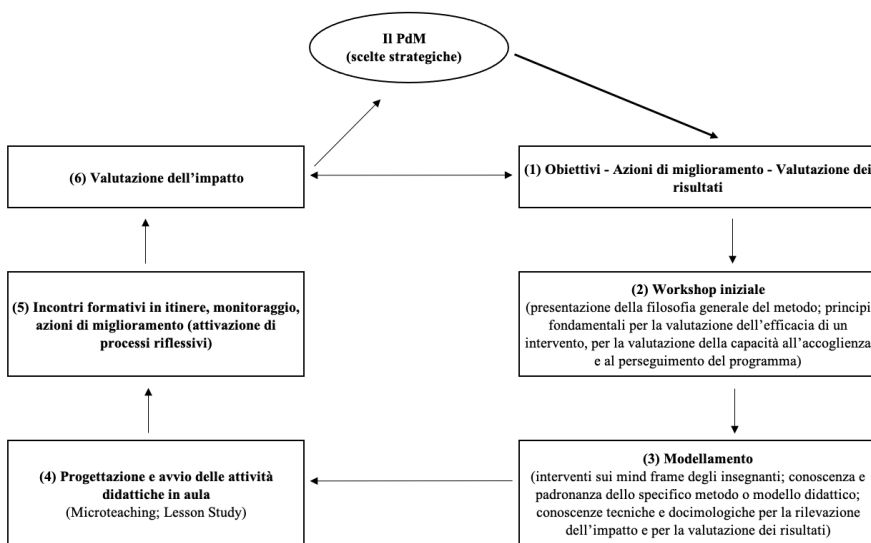 Il PdM
(scelte strategiche)
(1) Obiettivi - Azioni di miglioramento - Valutazione dei
risultati
(2) Workshop iniziale
(presentazione della filosofia generale del metodo; principi
fondamentali per la valutazione dell’efficacia di un
intervento, per la valutazione della capacità all’accoglienza
e al perseguimento del programma)
(3) Modellamento
(interventi sui mind frame degli insegnanti; conoscenza e
padronanza dello specifico metodo o modello didattico;
conoscenze tecniche e docimologiche per la rilevazione
dell’impatto e per la valutazione dei risultati)
(4) Progettazione e avvio delle attività
didattiche in aula
(Microteaching; Lesson Study)
(5) Incontri formativi in itinere, monitoraggio,
azioni di miglioramento (attivazione di
processi riflessivi)
(6) Valutazione dell’impatto